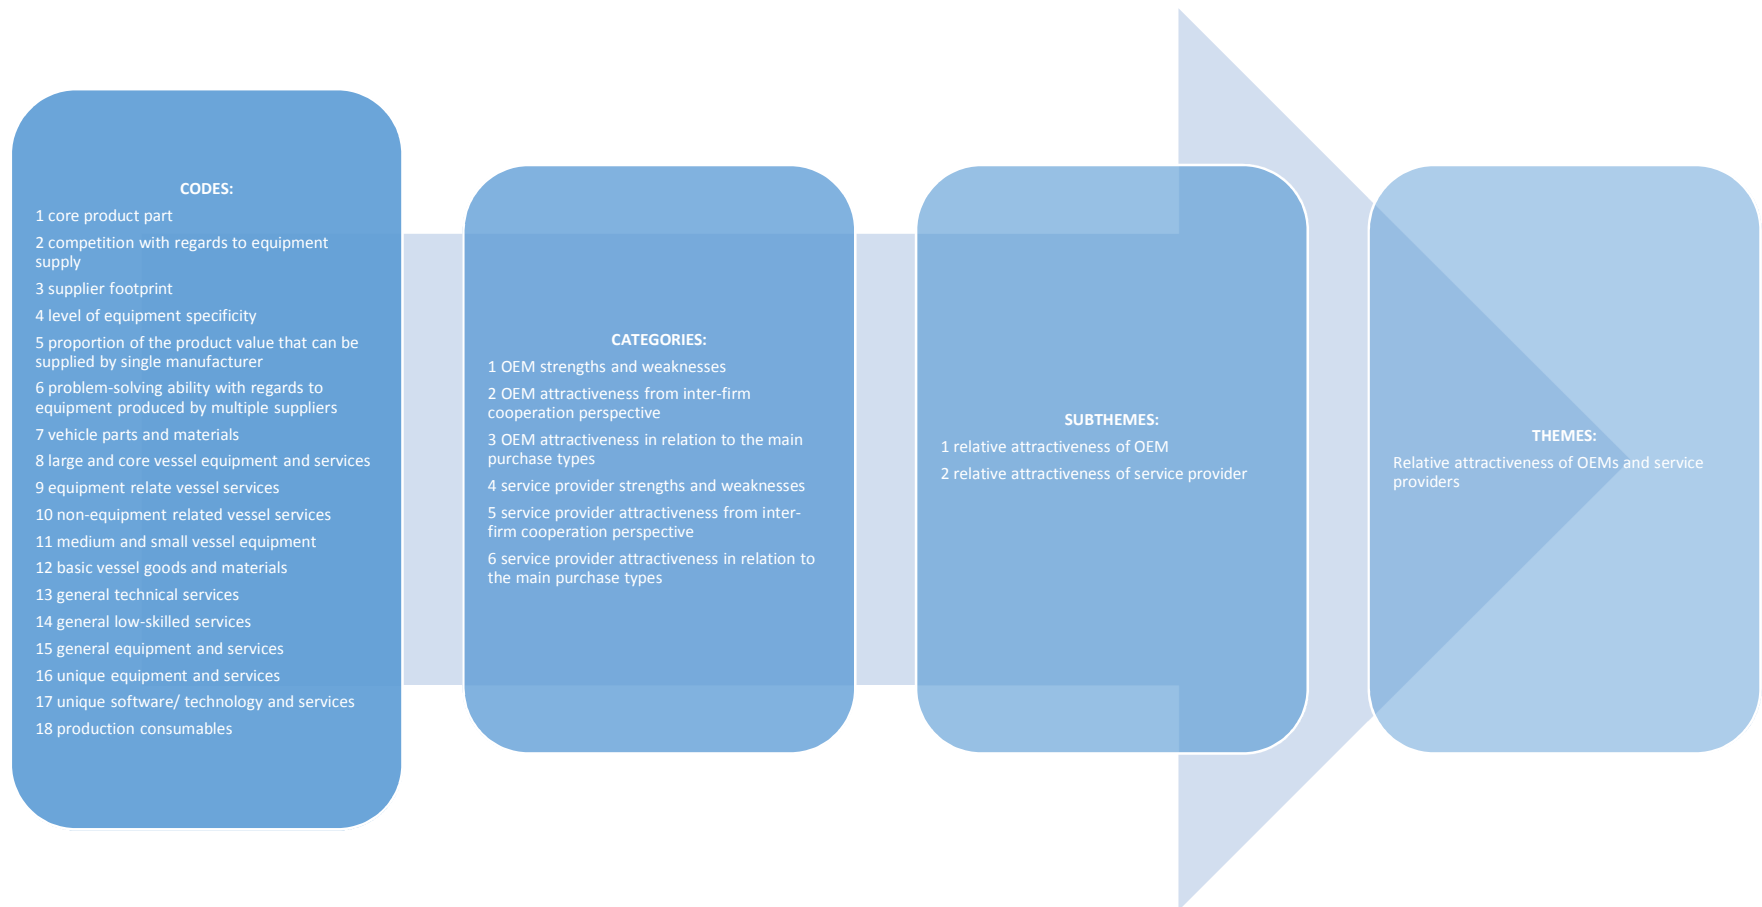 CODES:
1 core product part
2 competition with regards to equipment
supply
3 supplier footprint
4 level of equipment specificity
5 proportion of the product value that can be
supplied by single manufacturer
6 problem-solving ability with regards to
equipment produced by multiple suppliers
7 vehicle parts and materials
8 large and core vessel equipment and services
9 equipment relate vessel services
10 non-equipment related vessel services
11 medium and small vessel equipment
12 basic vessel goods and materials
13 general technical services
14 general low-skilled services
15 general equipment and services
16 unique equipment and services
17 unique software/ technology and services
18 production consumables
CATEGORIES:
1 OEM strengths and weaknesses
2 OEM attractiveness from inter-firm
cooperation perspective
3 OEM attractiveness in relation to the main
purchase types
4 service provider strengths and weaknesses
5 service provider attractiveness from inter-
firm cooperation perspective
6 service provider attractiveness in relation to
the main purchase types
SUBTHEMES:
1 relative attractiveness of OEM
2 relative attractiveness of service provider
THEMES:
Relative attractiveness of OEMs and service
providers